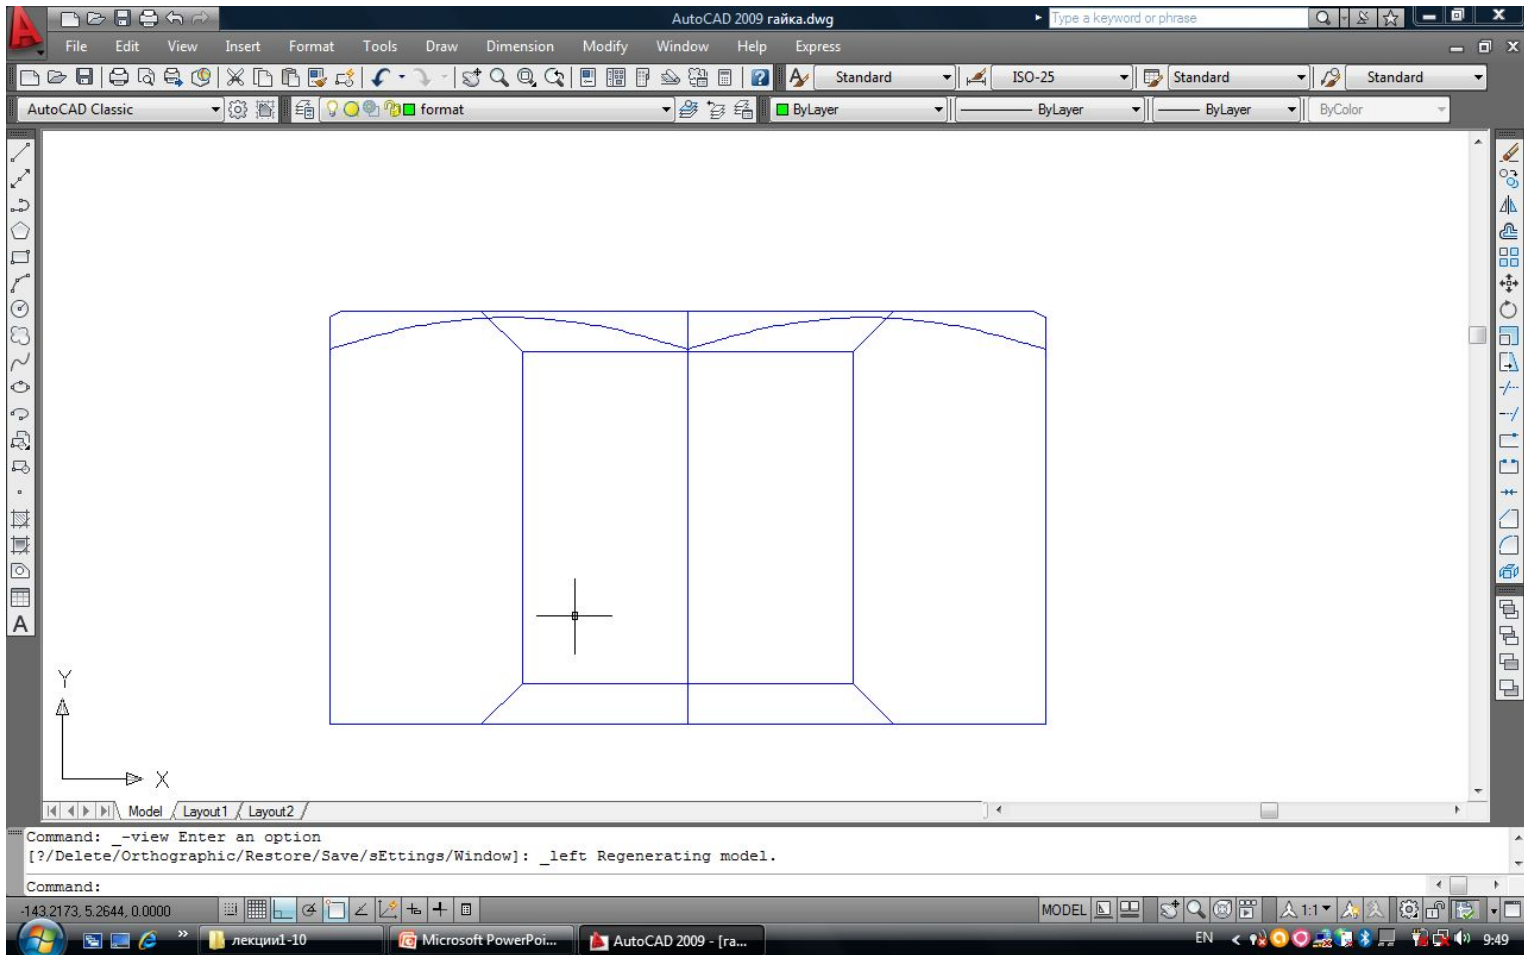 AutoCAD 2009 гайка.dwg
Type a keyword or phrase
File Edit View Insert Format Tools Draw Dimension Modify Window Help Express
Standard ISO-25 Standard Standard
AutoCAD Classic format ByLayer ByLayer ByLayer ByColor
A
Y
X
Model Layout1 Layout2
Command: _-view Enter an option
[?/Delete/Orthographic/Restore/Save/sEttings/Window]: _left Regenerating model.
Command:
-143.2173, 5.2644, 0.0000 MODEL 1:1
лекции1-10 Microsoft PowerPoi... AutoCAD 2009 - [га... EN 9:49